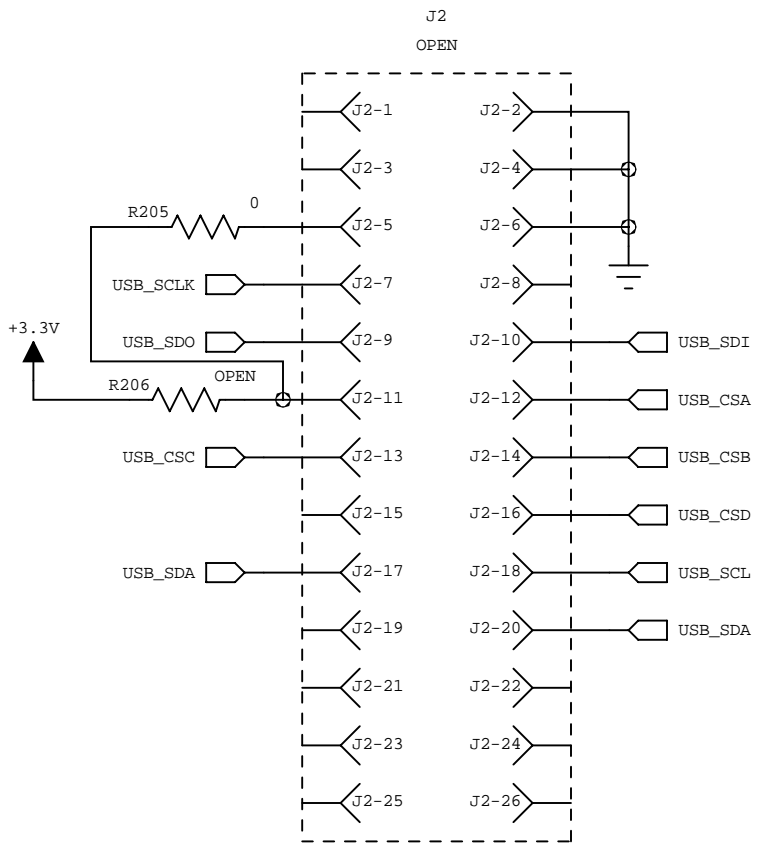 J2
OPEN
J2-1 J2-2
J2-3 J2-4
R205 0 J2-5 J2-6
USB_SCLK J2-7 J2-8
+3.3V USB_SDO J2-9 J2-10 USB_SDI
R206 OPEN J2-11 J2-12 USB_CSA
USB_CSC J2-13 J2-14 USB_CSB
J2-15 J2-16 USB_CSD
USB_SDA J2-17 J2-18 USB_SCL
J2-19 J2-20 USB_SDA
J2-21 J2-22
J2-23 J2-24
J2-25 J2-26